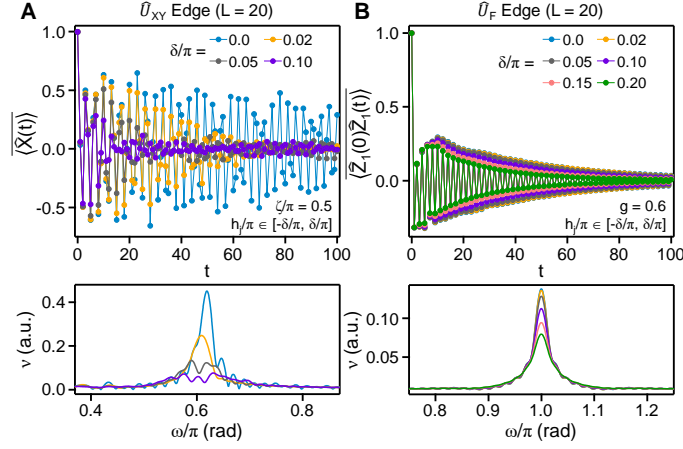 A
Û_XY Edge (L = 20)
⟨X̂(t)⟩
1.0
0.5
0.0
-0.5
δ/π =
0.0
0.02
0.05
0.10
ζ/π = 0.5
h_j/π ∈ [-δ/π, δ/π]
0 20 40 60 80 100
t
ν (a.u.)
0.4
0.2
0.0
0.4 0.6 0.8
ω/π (rad)
B
Û_F Edge (L = 20)
⟨Ẑ₁(0)Ẑ₁(t)⟩
1.0
0.5
0.0
δ/π =
0.0
0.02
0.05
0.10
0.15
0.20
g = 0.6
h_j/π ∈ [-δ/π, δ/π]
0 20 40 60 80 100
t
ν (a.u.)
0.10
0.05
0.8 0.9 1.0 1.1 1.2
ω/π (rad)